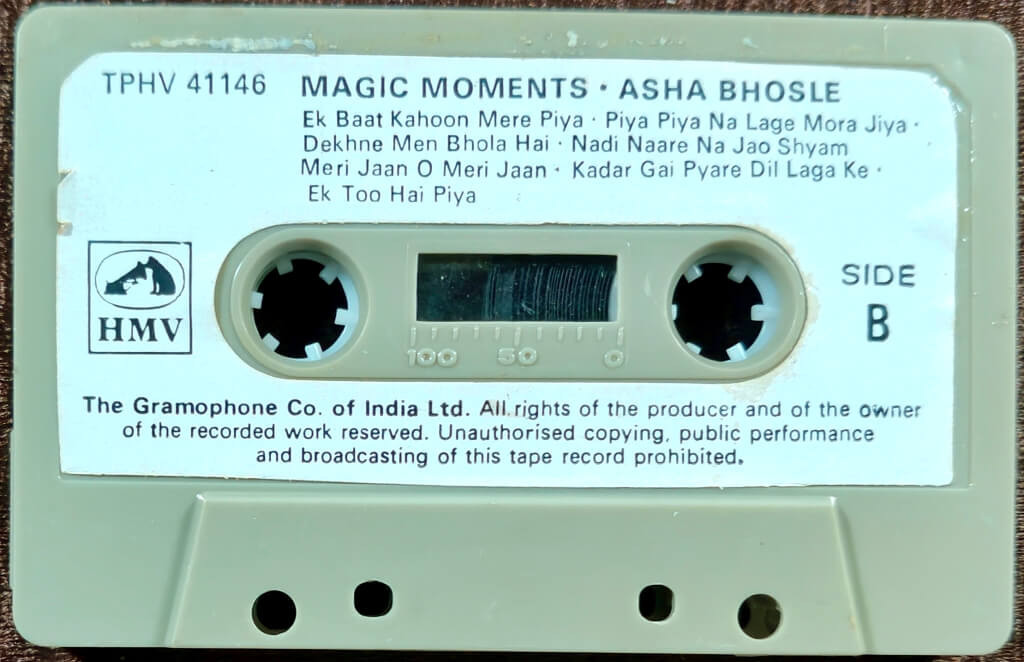 TPHV 41146 MAGIC MOMENTS · ASHA BHOSLE
Ek Baat Kahoon Mere Piya · Piya Piya Na Lage Mora Jiya ·
Dekhne Men Bhola Hai · Nadi Naare Na Jao Shyam
Meri Jaan O Meri Jaan · Kadar Gai Pyare Dil Laga Ke ·
Ek Too Hai Piya
HMV
100 50 0
SIDE
B
The Gramophone Co. of India Ltd. All rights of the producer and of the owner
of the recorded work reserved. Unauthorised copying, public performance
and broadcasting of this tape record prohibited.